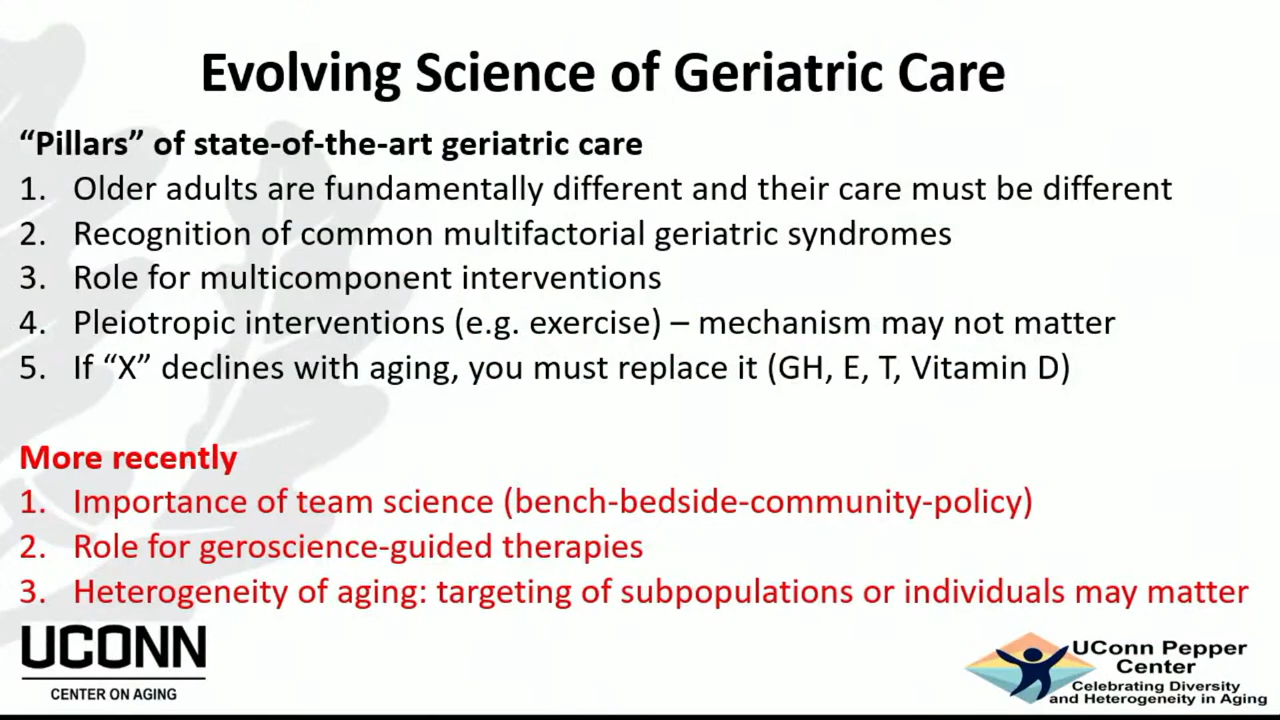 Evolving Science of Geriatric Care
“Pillars” of state-of-the-art geriatric care
1. Older adults are fundamentally different and their care must be different
2. Recognition of common multifactorial geriatric syndromes
3. Role for multicomponent interventions
4. Pleiotropic interventions (e.g. exercise) – mechanism may not matter
5. If “X” declines with aging, you must replace it (GH, E, T, Vitamin D)
More recently
1. Importance of team science (bench-bedside-community-policy)
2. Role for geroscience-guided therapies
3. Heterogeneity of aging: targeting of subpopulations or individuals may matter
UCONN
CENTER ON AGING
UConn Pepper
Center
Celebrating Diversity
and Heterogeneity in Aging